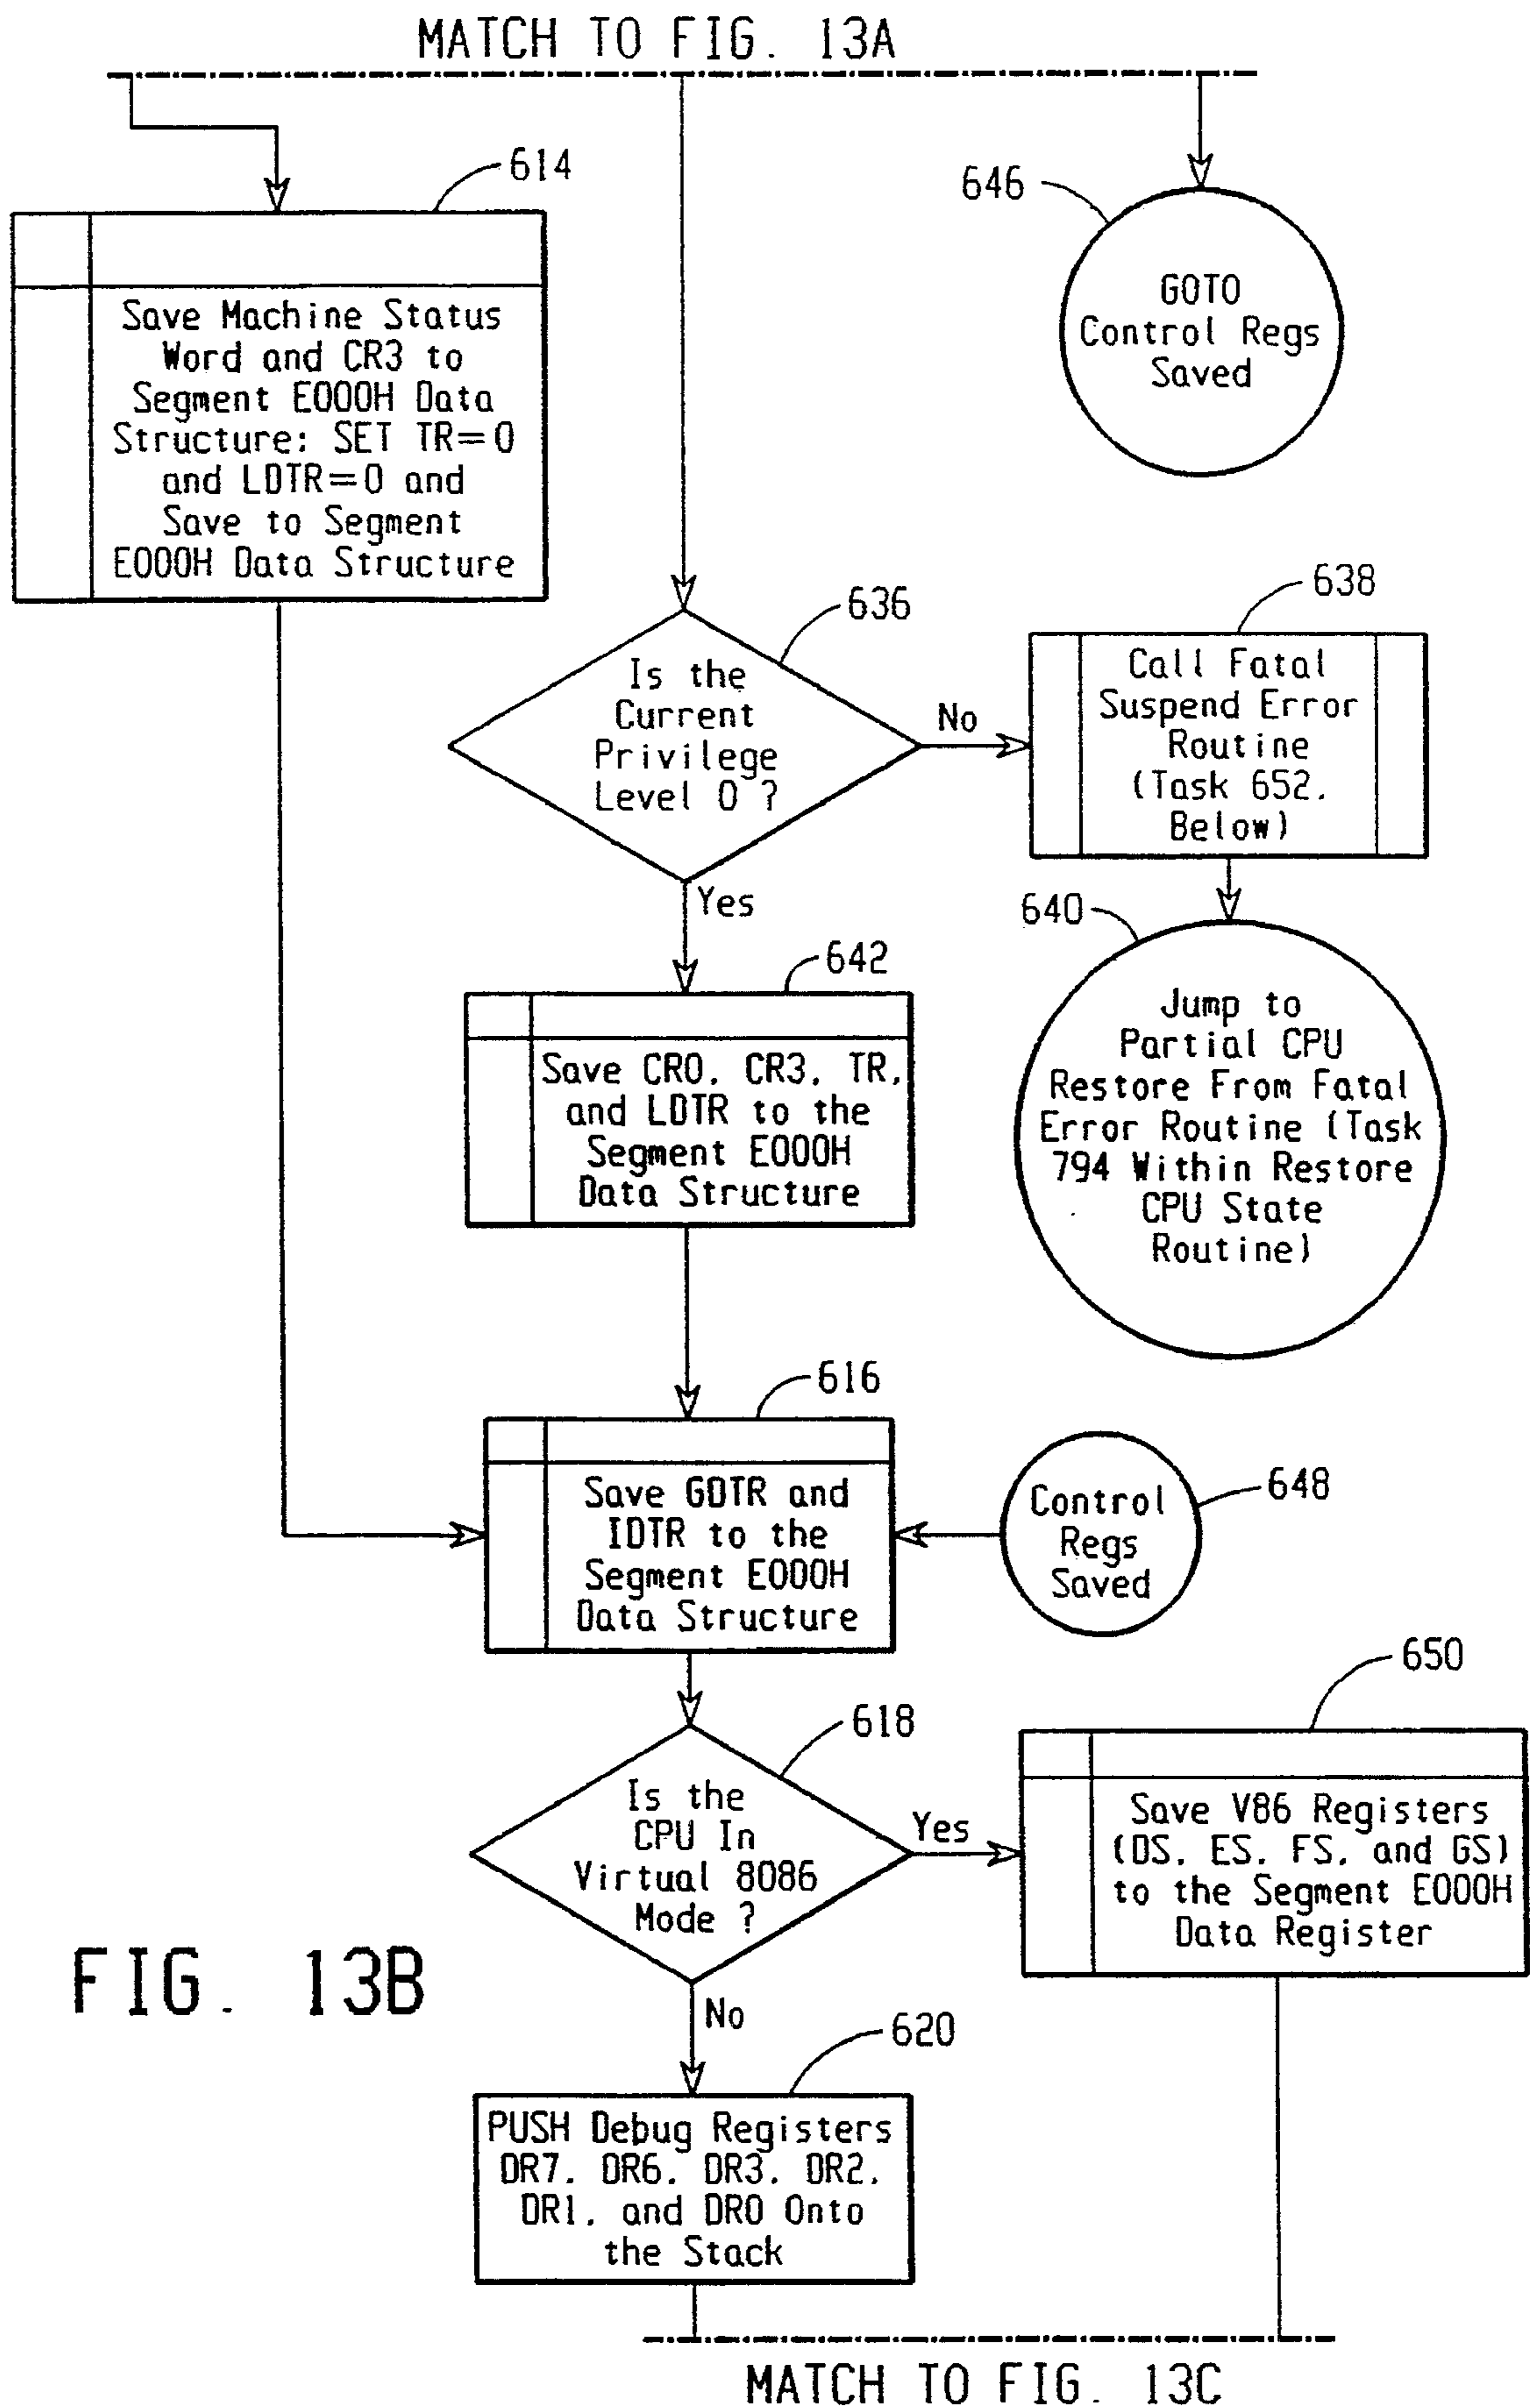 MATCH TO FIG. 13A
614
Save Machine Status
Word and CR3 to
Segment E000H Data
Structure: SET TR=0
and LDTR=0 and
Save to Segment
E000H Data Structure
646
GOTO
Control Regs
Saved
636
Is the
Current
Privilege
Level 0 ?
No
Yes
638
Call Fatal
Suspend Error
Routine
(Task 652,
Below)
640
Jump to
Partial CPU
Restore From Fatal
Error Routine (Task
794 Within Restore
CPU State
Routine)
642
Save CR0, CR3, TR,
and LDTR to the
Segment E000H
Data Structure
616
Save GDTR and
IDTR to the
Segment E000H
Data Structure
648
Control
Regs
Saved
618
Is the
CPU In
Virtual 8086
Mode ?
Yes
No
650
Save V86 Registers
(DS, ES, FS, and GS)
to the Segment E000H
Data Register
FIG. 13B
620
PUSH Debug Registers
DR7, DR6, DR3, DR2,
DR1, and DR0 Onto
the Stack
MATCH TO FIG. 13C